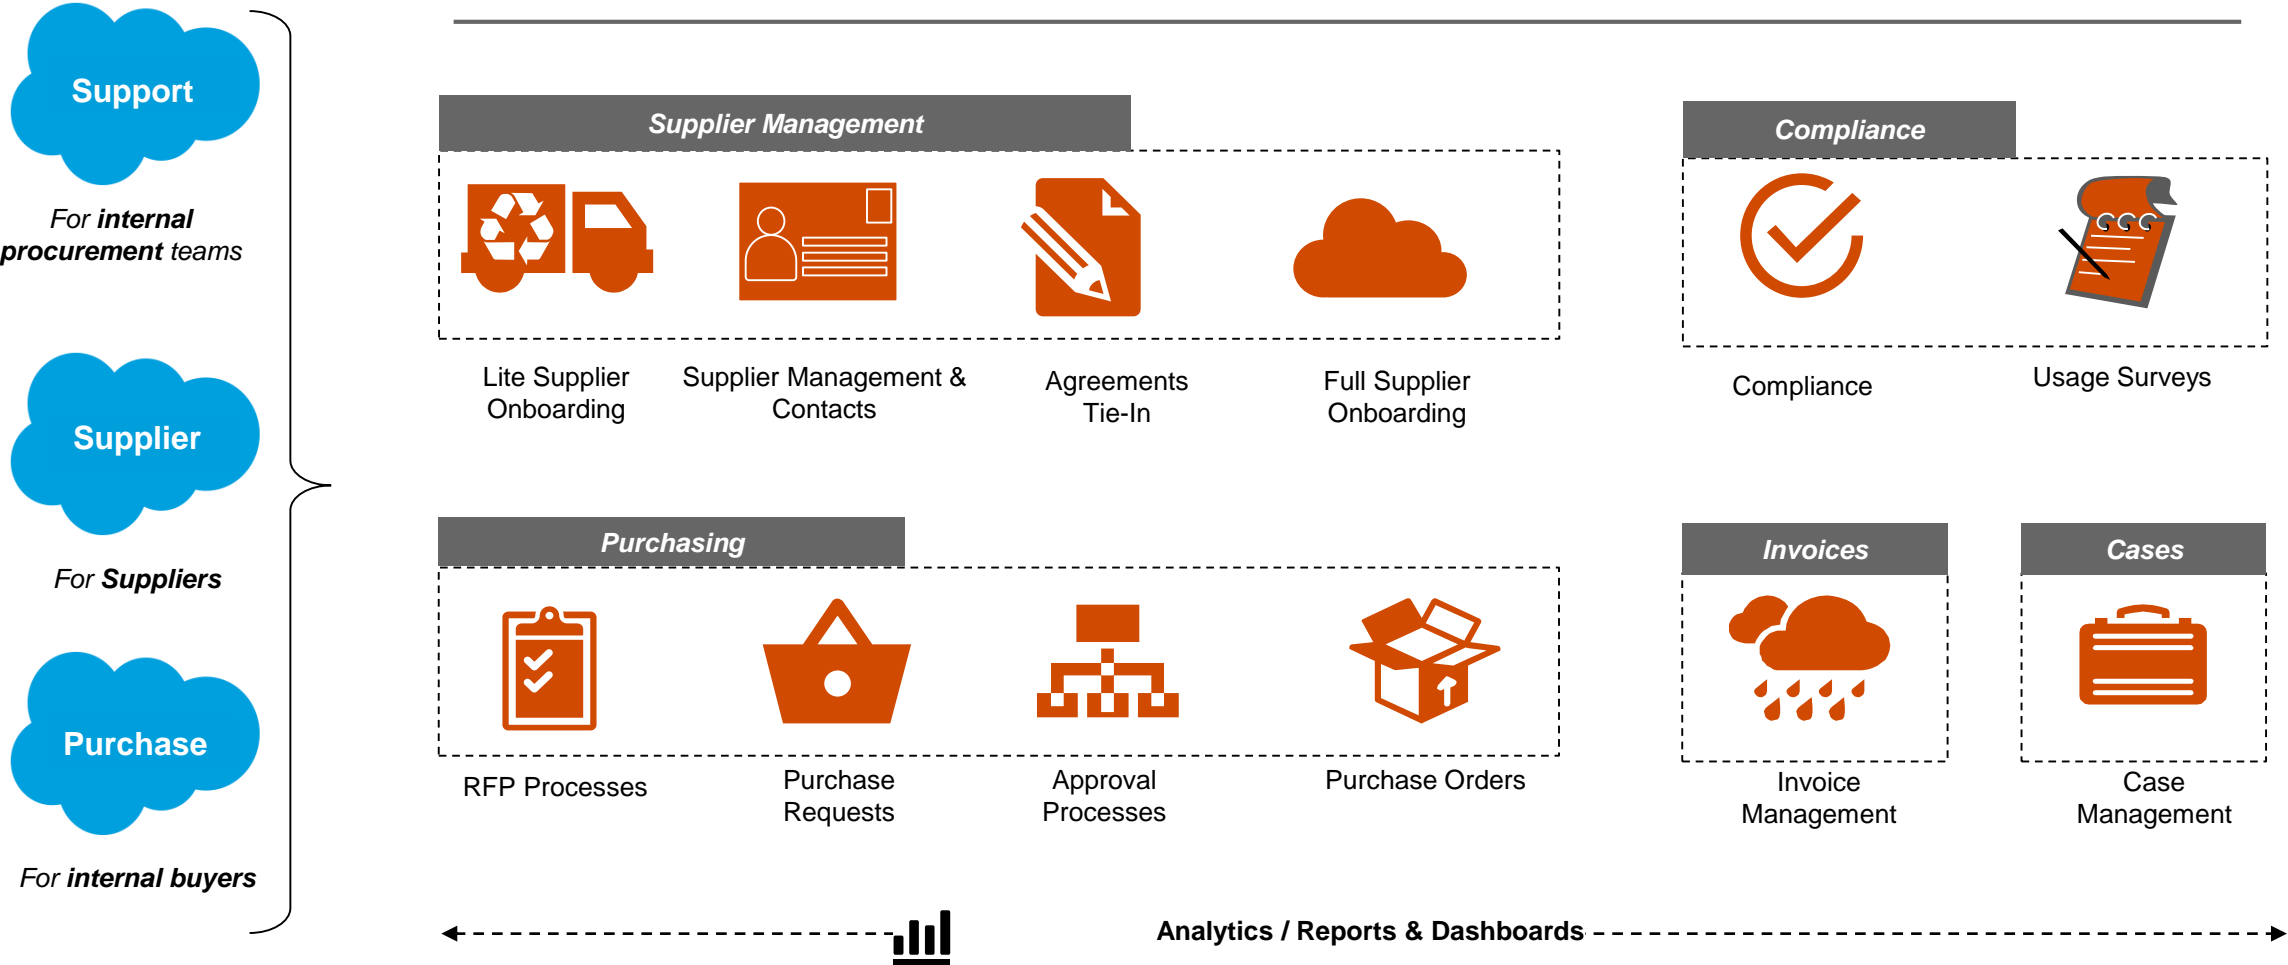 Support
For internal
procurement teams
Supplier
For Suppliers
Purchase
For internal buyers
Supplier Management
Lite Supplier
Onboarding
Supplier Management &
Contacts
Agreements
Tie-In
Full Supplier
Onboarding
Compliance
Compliance
Usage Surveys
Purchasing
RFP Processes
Purchase
Requests
Approval
Processes
Purchase Orders
Invoices
Invoice
Management
Cases
Case
Management
Analytics / Reports & Dashboards